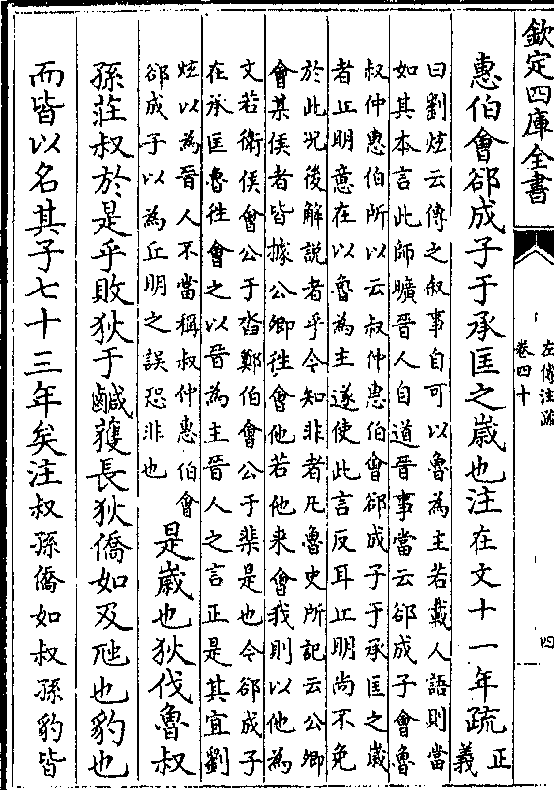 欽定四庫全書
左傳注疏
卷四十
四
惠伯會郤成子于承匡之歲也注在文十一年疏正
義
曰劉炫云傳之叙事自可以魯為主若載人語則當
如其本言此師曠晉人自道晉事當云郤成子會魯
叔仲惠伯所以云叔仲惠伯會郤成子于承匡之歲
者丘明意在以魯為主遂使此言反耳丘明尚不免
於此况後解說者乎今知非者凡魯史所記云公卿
會某侯者皆據公卿徃會他若他来會我則以他為
文若衛侯會公于沓鄭伯會公于棐是也今郤成子
在承匡魯徃會之以晉為主晉人之言正是其宜劉
炫以為晉人不當稱叔仲惠伯會
郤成子以為丘明之誤恐非也
是歲也狄伐魯叔
孫莊叔於是乎敗狄于鹹獲長狄僑如及虺也豹也
而皆以名其子七十三年矣注叔孫僑如叔孫豹皆